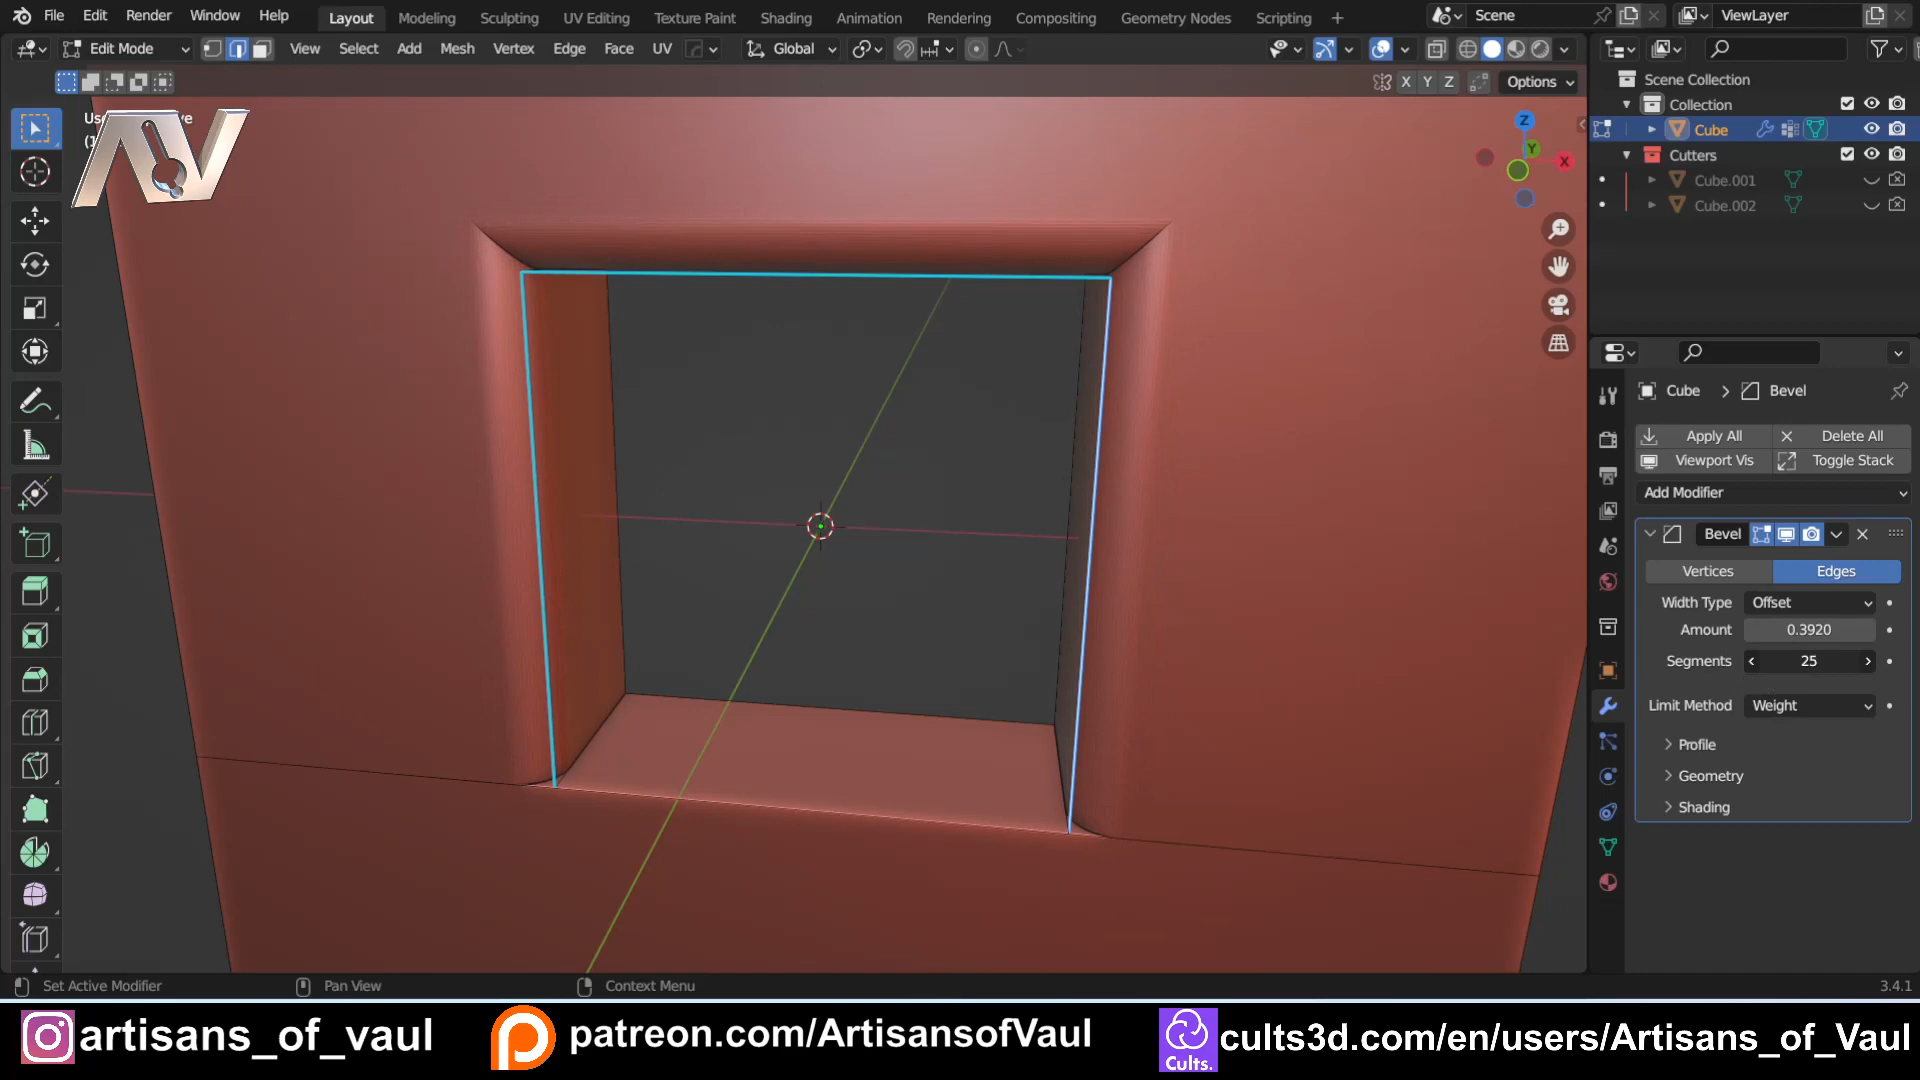 File Edit Render Window Help Layout Modeling Sculpting UV Editing Texture Paint Shading Animation Rendering Compositing Geometry Nodes Scripting + Scene ViewLayer
Edit Mode View Select Add Mesh Vertex Edge Face UV Global
X Y Z Options
Scene Collection
Collection
Cube
Cutters
Cube.001
Cube.002
AV
Z
Y
X
Cube > Bevel
Apply All Delete All
Viewport Vis Toggle Stack
Add Modifier
Bevel
Vertices Edges
Width Type Offset
Amount 0.3920
Segments 25
Limit Method Weight
Profile
Geometry
Shading
Set Active Modifier Pan View Context Menu 3.4.1
artisans_of_vaul patreon.com/ArtisansofVaul Cults. cults3d.com/en/users/Artisans_of_Vaul